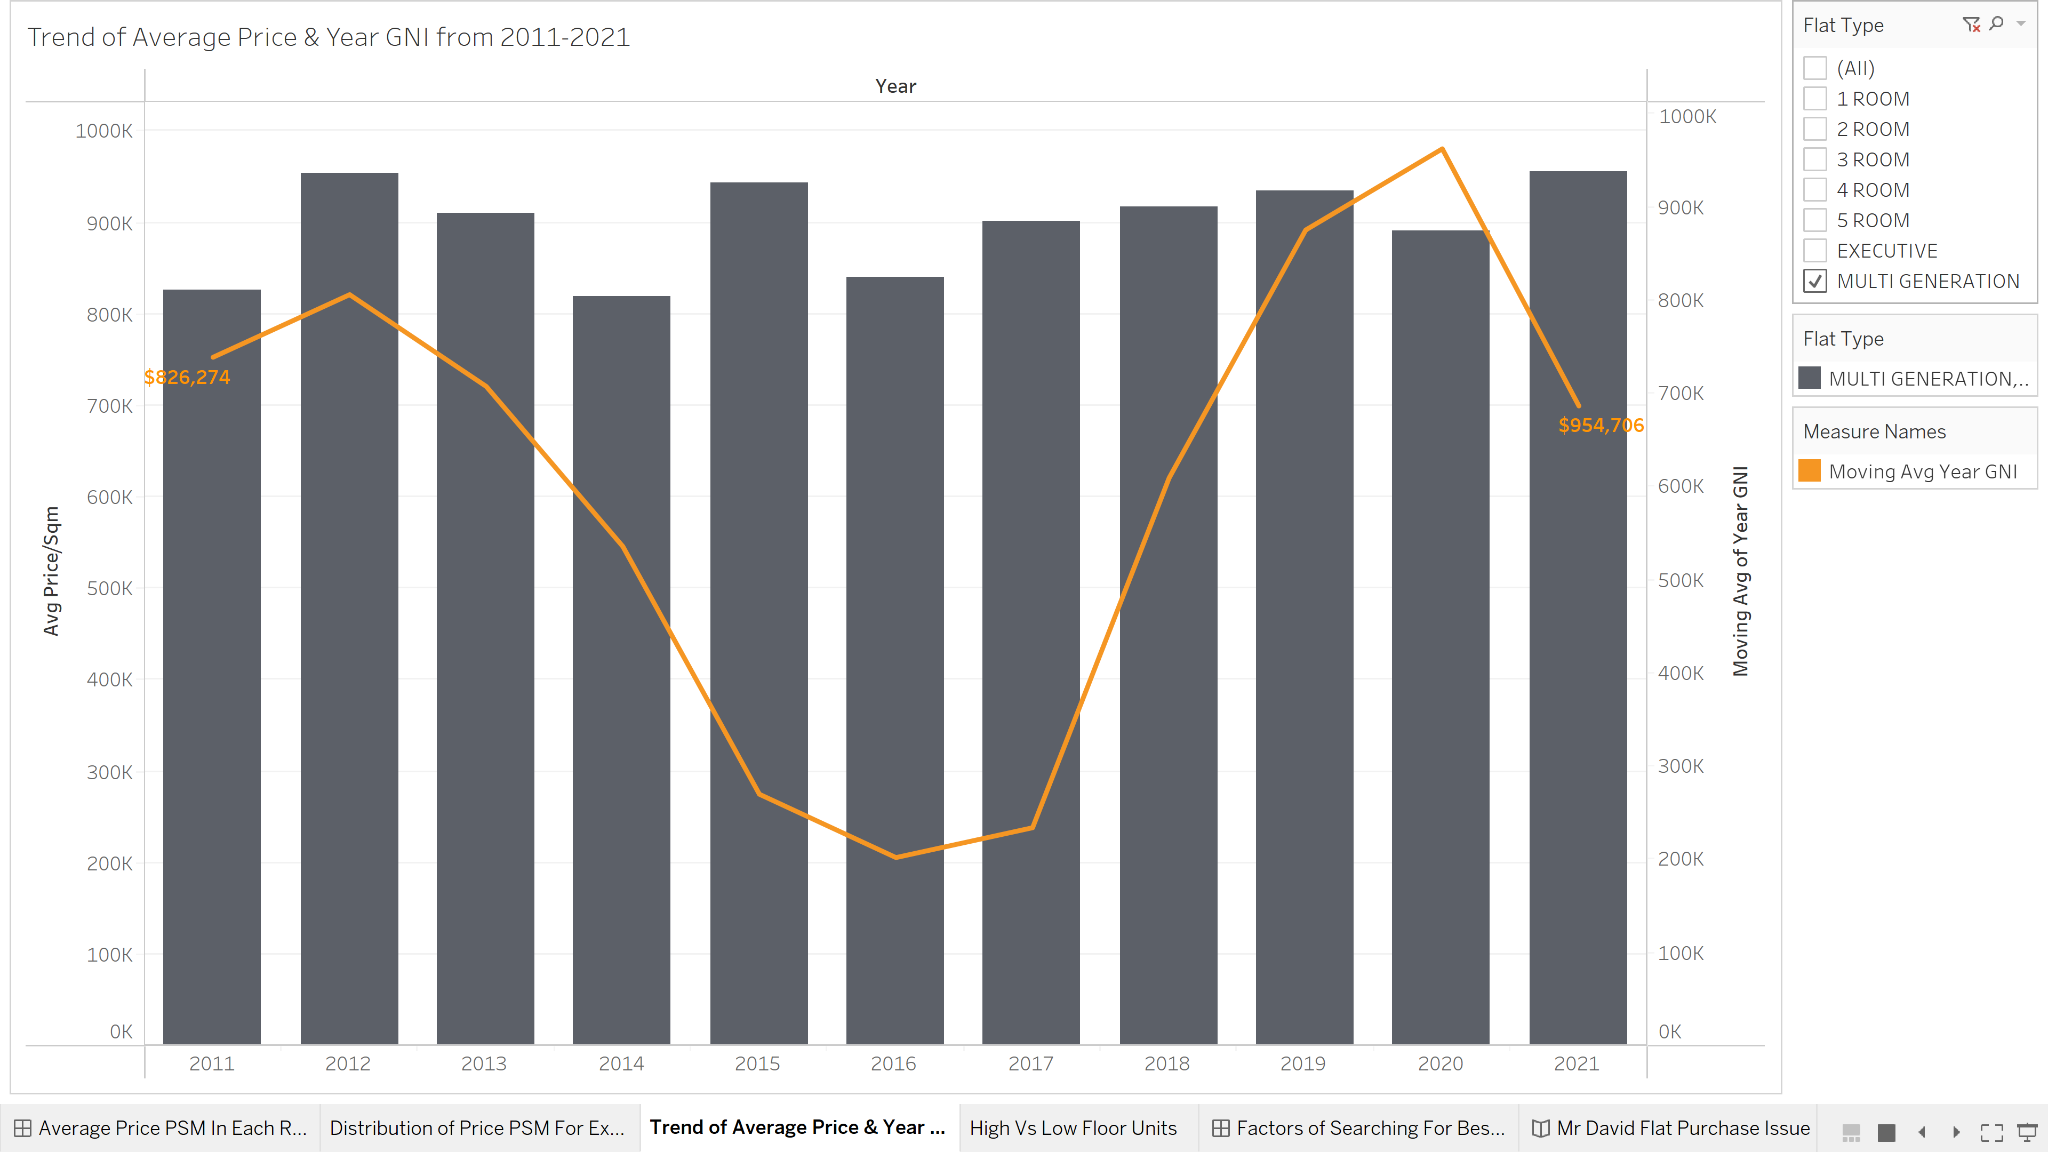 Trend of Average Price & Year GNI from 2011-2021
Year
1000K
900K
800K
700K
600K
500K
400K
300K
200K
100K
0K
Avg Price/Sqm
$826,274
$954,706
1000K
900K
800K
700K
600K
500K
400K
300K
200K
100K
0K
Moving Avg of Year GNI
2011 2012 2013 2014 2015 2016 2017 2018 2019 2020 2021
Flat Type
(All)
1 ROOM
2 ROOM
3 ROOM
4 ROOM
5 ROOM
EXECUTIVE
MULTI GENERATION
Flat Type
MULTI GENERATION,..
Measure Names
Moving Avg Year GNI
Average Price PSM In Each R... Distribution of Price PSM For Ex... Trend of Average Price & Year ... High Vs Low Floor Units Factors of Searching For Bes... Mr David Flat Purchase Issue